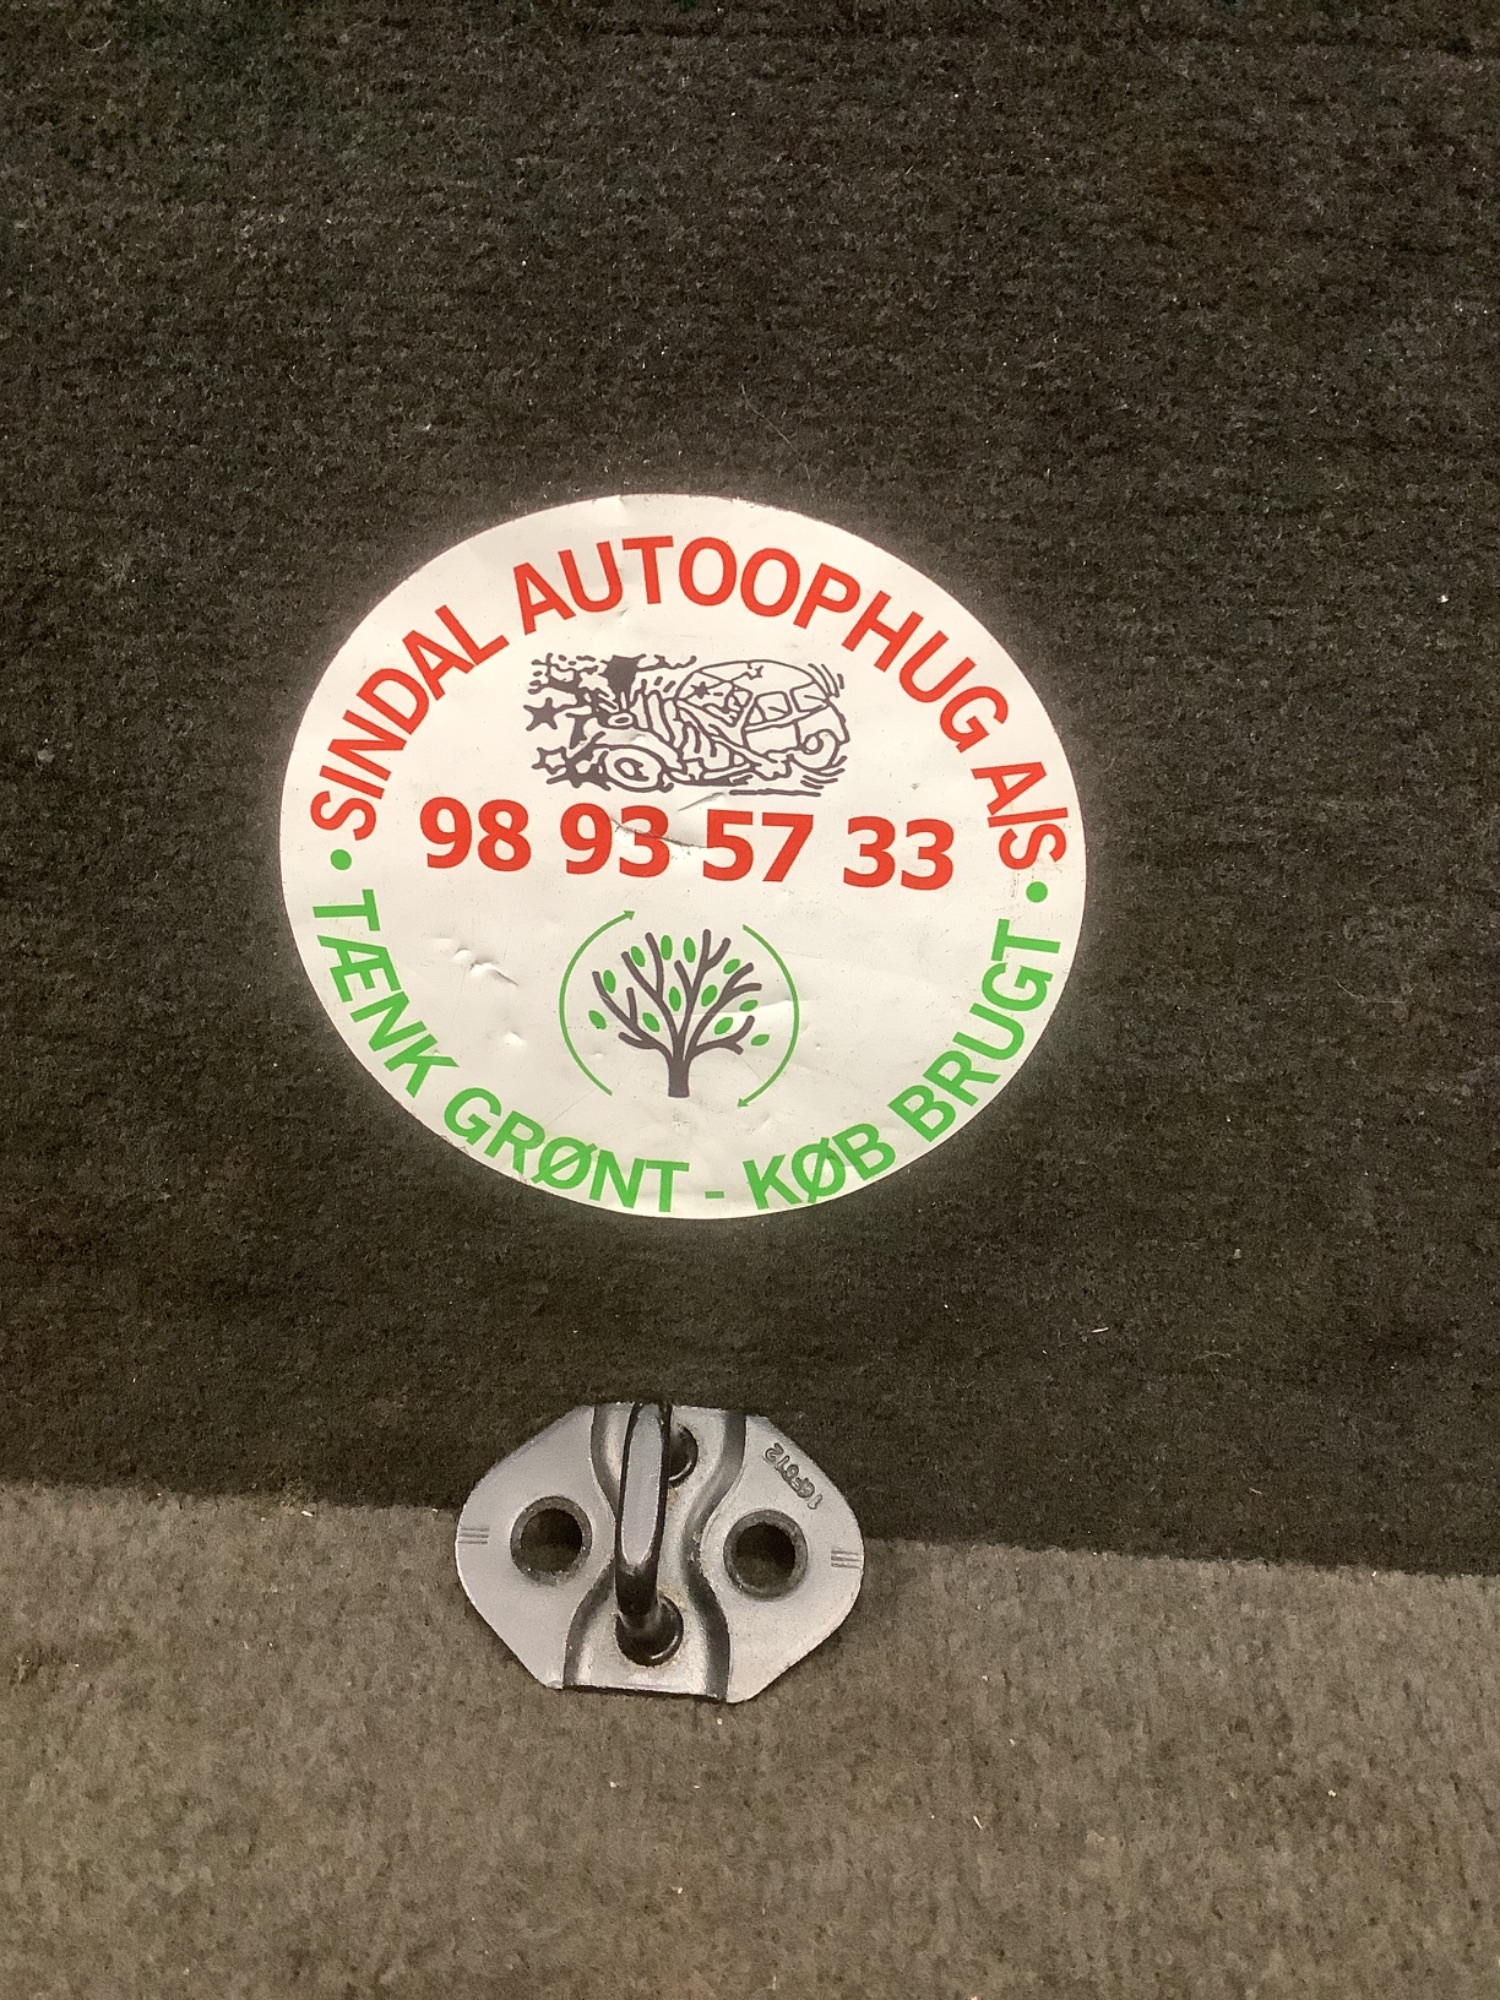 SINDAL AUTOOPHUG A/S
98 93 57 33
• TÆNK GRØNT - KØB BRUGT •